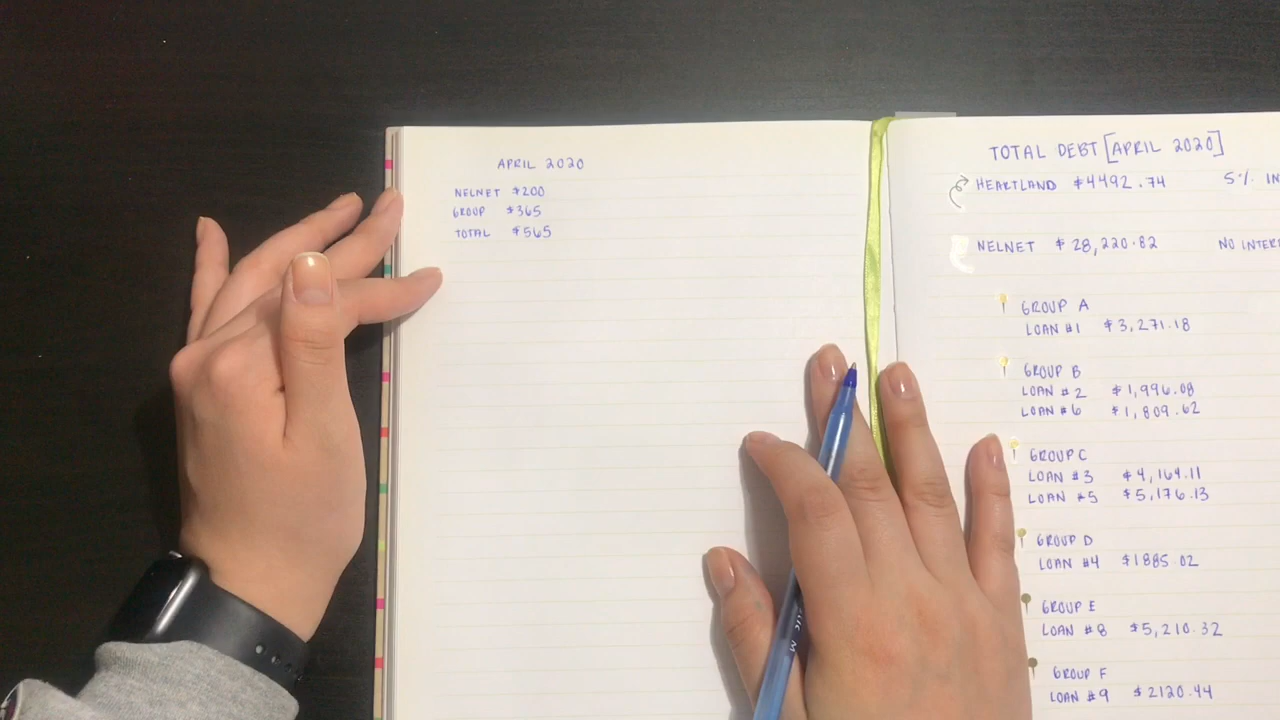 APRIL 2020
NELNET $200
GROUP $365
TOTAL $565
TOTAL DEBT [APRIL 2020]
HEARTLAND $4492.74 5% IN
NELNET $28,220.82 NO INTER
GROUP A
LOAN #1 $3,271.18
GROUP B
LOAN #2 $1,996.08
LOAN #6 $1,809.62
GROUP C
LOAN #3 $4,164.11
LOAN #5 $5,176.13
GROUP D
LOAN #4 $1885.02
GROUP E
LOAN #8 $5,210.32
GROUP F
LOAN #9 $2120.44